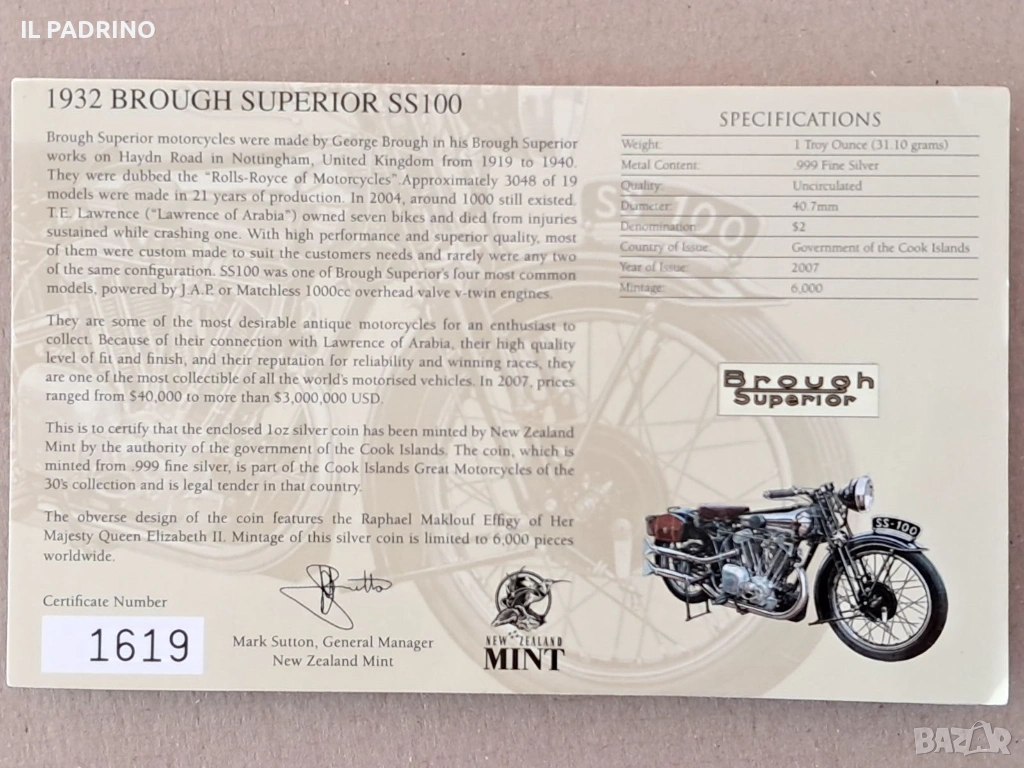 IL PADRINO
1932 BROUGH SUPERIOR SS100
Brough Superior motorcycles were made by George Brough in his Brough Superior
works on Haydn Road in Nottingham, United Kingdom from 1919 to 1940.
They were dubbed the "Rolls-Royce of Motorcycles".Approximately 3048 of 19
models were made in 21 years of production. In 2004, around 1000 still existed.
T.E. Lawrence ("Lawrence of Arabia") owned seven bikes and died from injuries
sustained while crashing one. With high performance and superior quality, most
of them were custom made to suit the customers needs and rarely were any two
of the same configuration. SS100 was one of Brough Superior's four most common
models, powered by J.A.P. or Matchless 1000cc overhead valve v-twin engines.
They are some of the most desirable antique motorcycles for an enthusiast to
collect. Because of their connection with Lawrence of Arabia, their high quality
level of fit and finish, and their reputation for reliability and winning races, they
are one of the most collectible of all the world's motorised vehicles. In 2007, prices
ranged from $40,000 to more than $3,000,000 USD.
This is to certify that the enclosed 1oz silver coin has been minted by New Zealand
Mint by the authority of the government of the Cook Islands. The coin, which is
minted from .999 fine silver, is part of the Cook Islands Great Motorcycles of the
30's collection and is legal tender in that country.
The obverse design of the coin features the Raphael Maklouf Effigy of Her
Majesty Queen Elizabeth II. Mintage of this silver coin is limited to 6,000 pieces
worldwide.
Certificate Number
1619
Mark Sutton, General Manager
New Zealand Mint
NEW ZEALAND
MINT
SPECIFICATIONS
Weight: 1 Troy Ounce (31.10 grams)
Metal Content: .999 Fine Silver
Quality: Uncirculated
Diameter: 40.7mm
Denomination: $2
Country of Issue: Government of the Cook Islands
Year of Issue: 2007
Mintage: 6,000
SS-100
Brough
Superior
SS-100
BAZAR